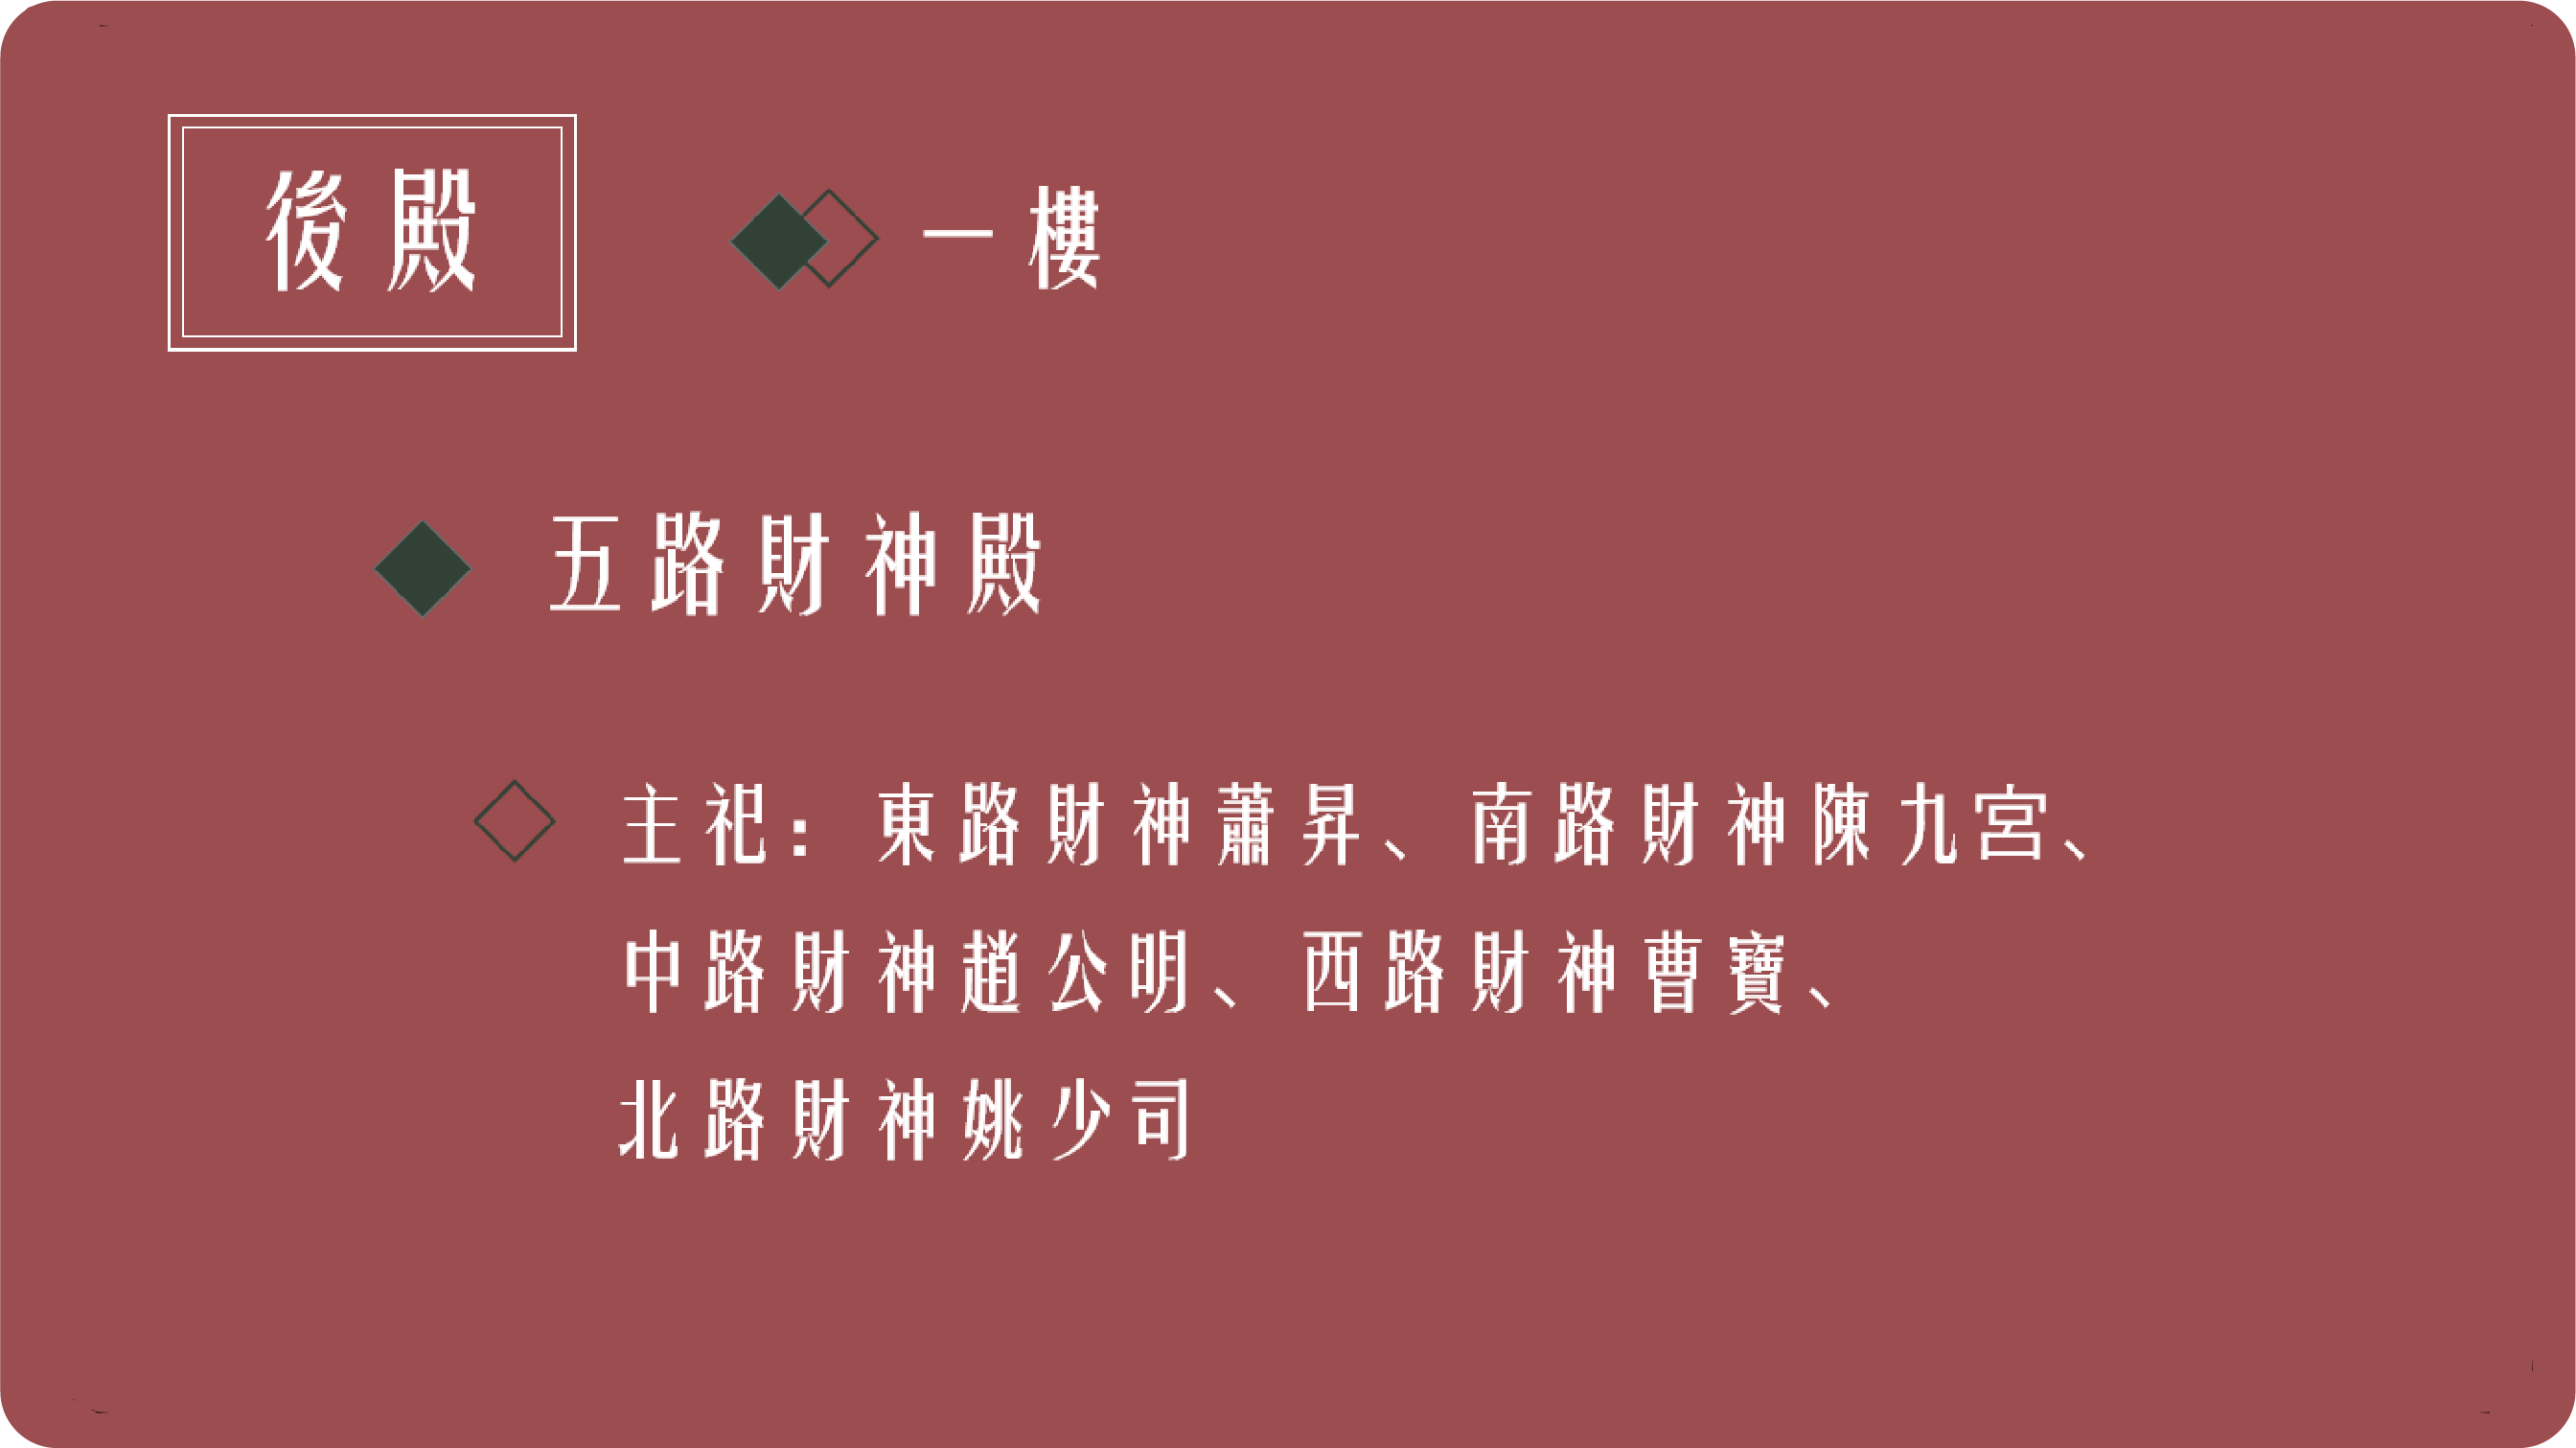 後殿
一樓
五路財神殿
主祀：東路財神蕭昇、南路財神陳九宮、
中路財神趙公明、西路財神曹寶、
北路財神姚少司